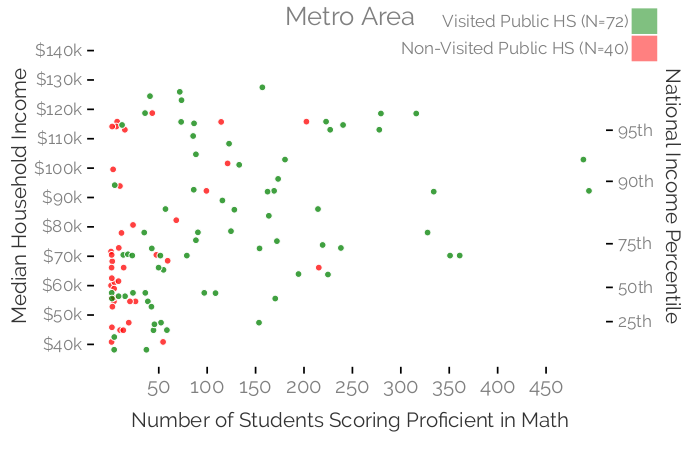 Metro Area
Visited Public HS (N=72)
Non-Visited Public HS (N=40)
Median Household Income
$140k
$130k
$120k
$110k
$100k
$90k
$80k
$70k
$60k
$50k
$40k
National Income Percentile
95th
90th
75th
50th
25th
50 100 150 200 250 300 350 400 450
Number of Students Scoring Proficient in Math